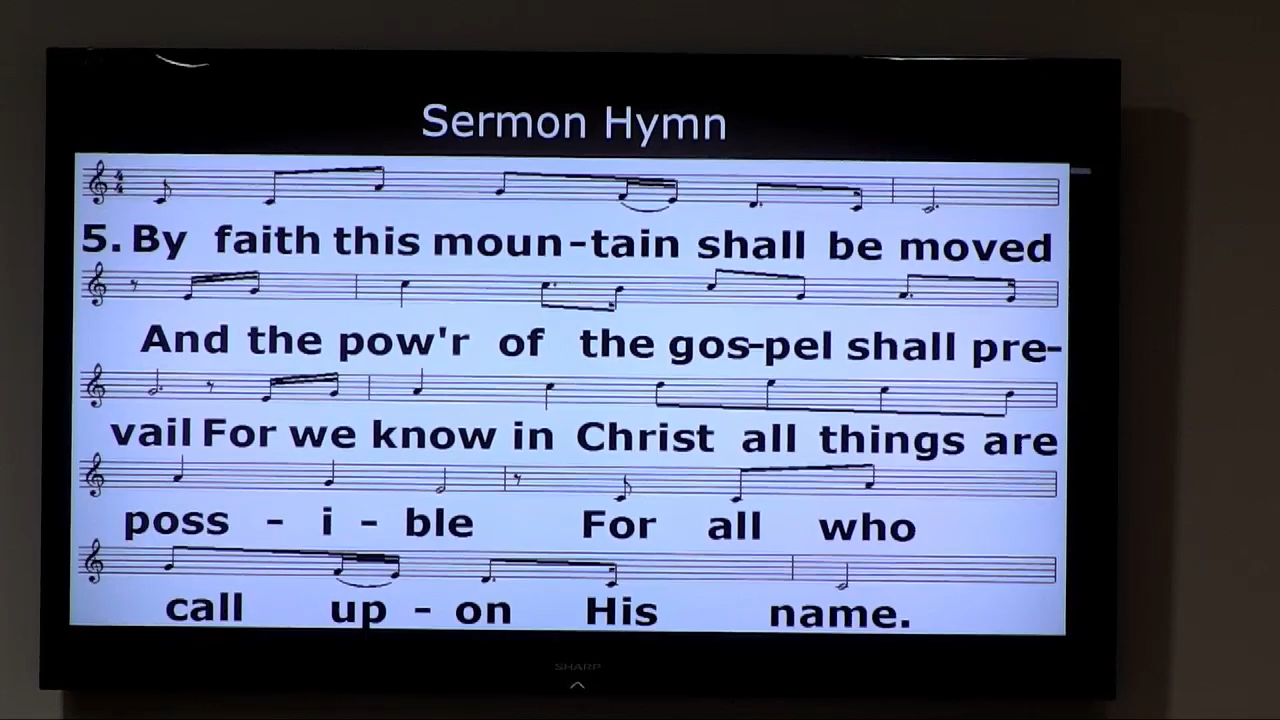 Sermon Hymn
5. By faith this moun-tain shall be moved
And the pow'r of the gos-pel shall pre-
vail For we know in Christ all things are
poss - i - ble For all who
call up - on His name.
SHARP